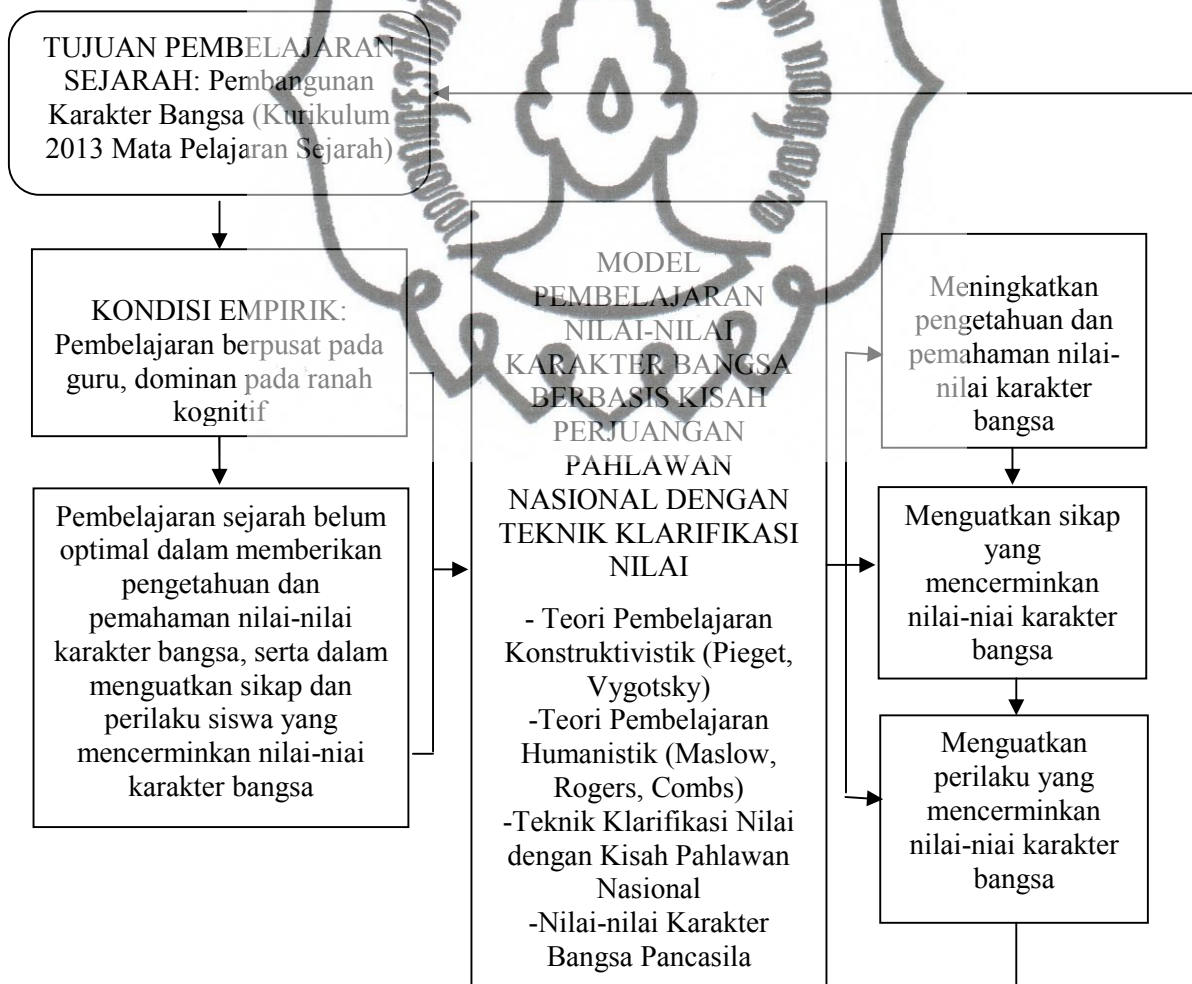 TUJUAN PEMBELAJARAN
SEJARAH: Pembangunan
Karakter Bangsa (Kurikulum
2013 Mata Pelajaran Sejarah)
KONDISI EMPIRIK:
Pembelajaran berpusat pada
guru, dominan pada ranah
kognitif
Pembelajaran sejarah belum
optimal dalam memberikan
pengetahuan dan
pemahaman nilai-nilai
karakter bangsa, serta dalam
menguatkan sikap dan
perilaku siswa yang
mencerminkan nilai-niai
karakter bangsa
MODEL
PEMBELAJARAN
NILAI-NILAI
KARAKTER BANGSA
BERBASIS KISAH
PERJUANGAN
PAHLAWAN
NASIONAL DENGAN
TEKNIK KLARIFIKASI
NILAI
- Teori Pembelajaran
Konstruktivistik (Pieget,
Vygotsky)
-Teori Pembelajaran
Humanistik (Maslow,
Rogers, Combs)
-Teknik Klarifikasi Nilai
dengan Kisah Pahlawan
Nasional
-Nilai-nilai Karakter
Bangsa Pancasila
Meningkatkan
pengetahuan dan
pemahaman nilai-
nilai karakter
bangsa
Menguatkan sikap
yang
mencerminkan
nilai-niai karakter
bangsa
Menguatkan
perilaku yang
mencerminkan
nilai-niai karakter
bangsa